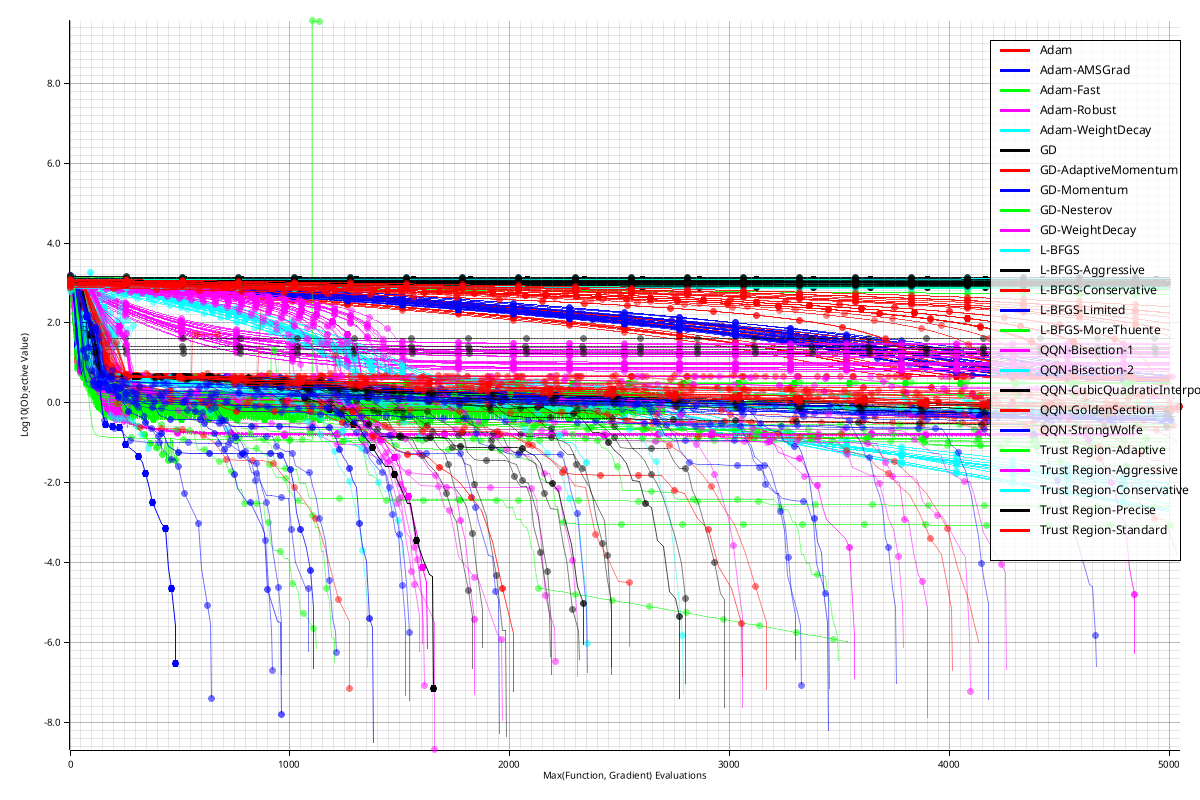 8.0
6.0
4.0
2.0
0.0
-2.0
-4.0
-6.0
-8.0
Log10(Objective Value)
0
1000
2000
3000
4000
5000
Max(Function, Gradient) Evaluations
Adam
Adam-AMSGrad
Adam-Fast
Adam-Robust
Adam-WeightDecay
GD
GD-AdaptiveMomentum
GD-Momentum
GD-Nesterov
GD-WeightDecay
L-BFGS
L-BFGS-Aggressive
L-BFGS-Conservative
L-BFGS-Limited
L-BFGS-MoreThuente
QQN-Bisection-1
QQN-Bisection-2
QQN-CubicQuadraticInterpo
QQN-GoldenSection
QQN-StrongWolfe
Trust Region-Adaptive
Trust Region-Aggressive
Trust Region-Conservative
Trust Region-Precise
Trust Region-Standard